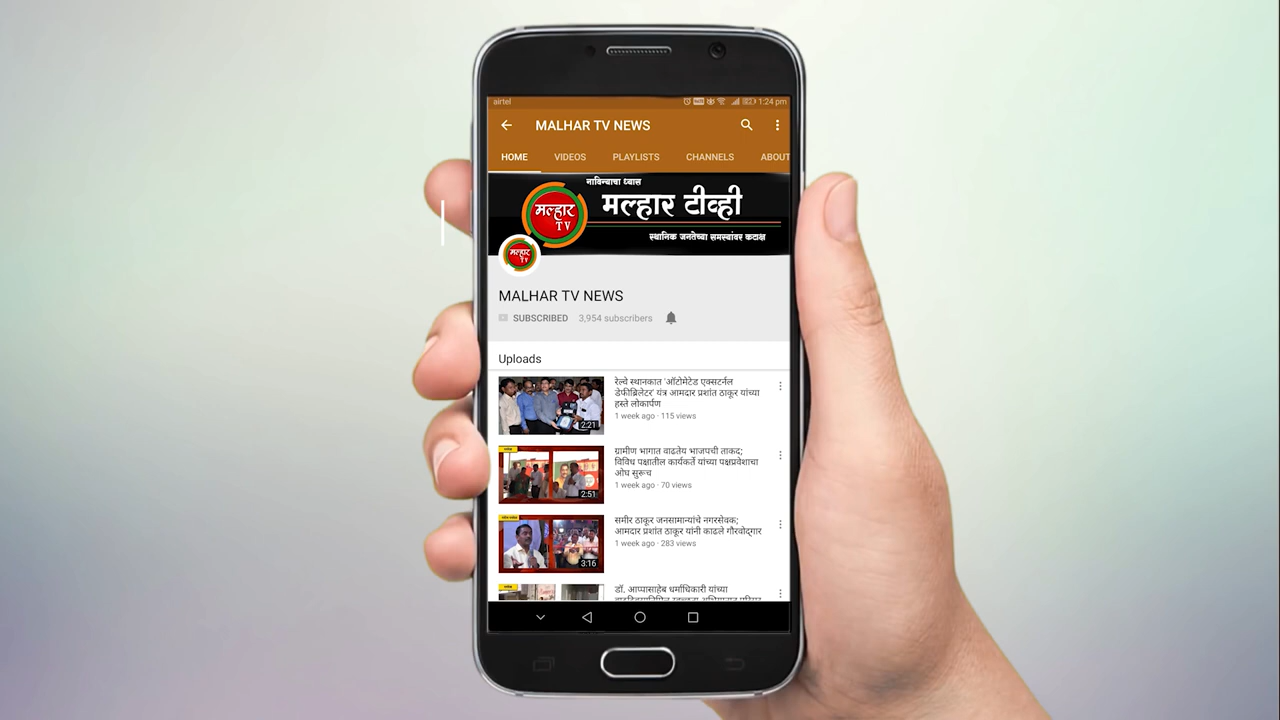 airtel 1:24 pm
MALHAR TV NEWS
HOME VIDEOS PLAYLISTS CHANNELS ABOUT
नाविन्याचा ध्यास
मल्हार टीव्ही
मल्हार
TV
स्थानिक जनतेच्या समस्यांवर कटाक्ष
मल्हार
TV
MALHAR TV NEWS
SUBSCRIBED 3,954 subscribers
Uploads
रेल्वे स्थानकात 'ऑटोमेटेड एक्सटर्नल
डेफीब्रिलेटर' यंत्र आमदार प्रशांत ठाकूर यांच्या
हस्ते लोकार्पण
1 week ago · 115 views
2:21
ग्रामीण भागात वाढतेय भाजपची ताकद;
विविध पक्षातील कार्यकर्ते यांच्या पक्षप्रवेशाचा
ओघ सुरूच
1 week ago · 70 views
2:51
समीर ठाकूर जनसामान्यांचे नगरसेवक;
आमदार प्रशांत ठाकूर यांनी काढले गौरवोद्गार
1 week ago · 283 views
3:16
डॉ. आप्पासाहेब धर्माधिकारी यांच्या